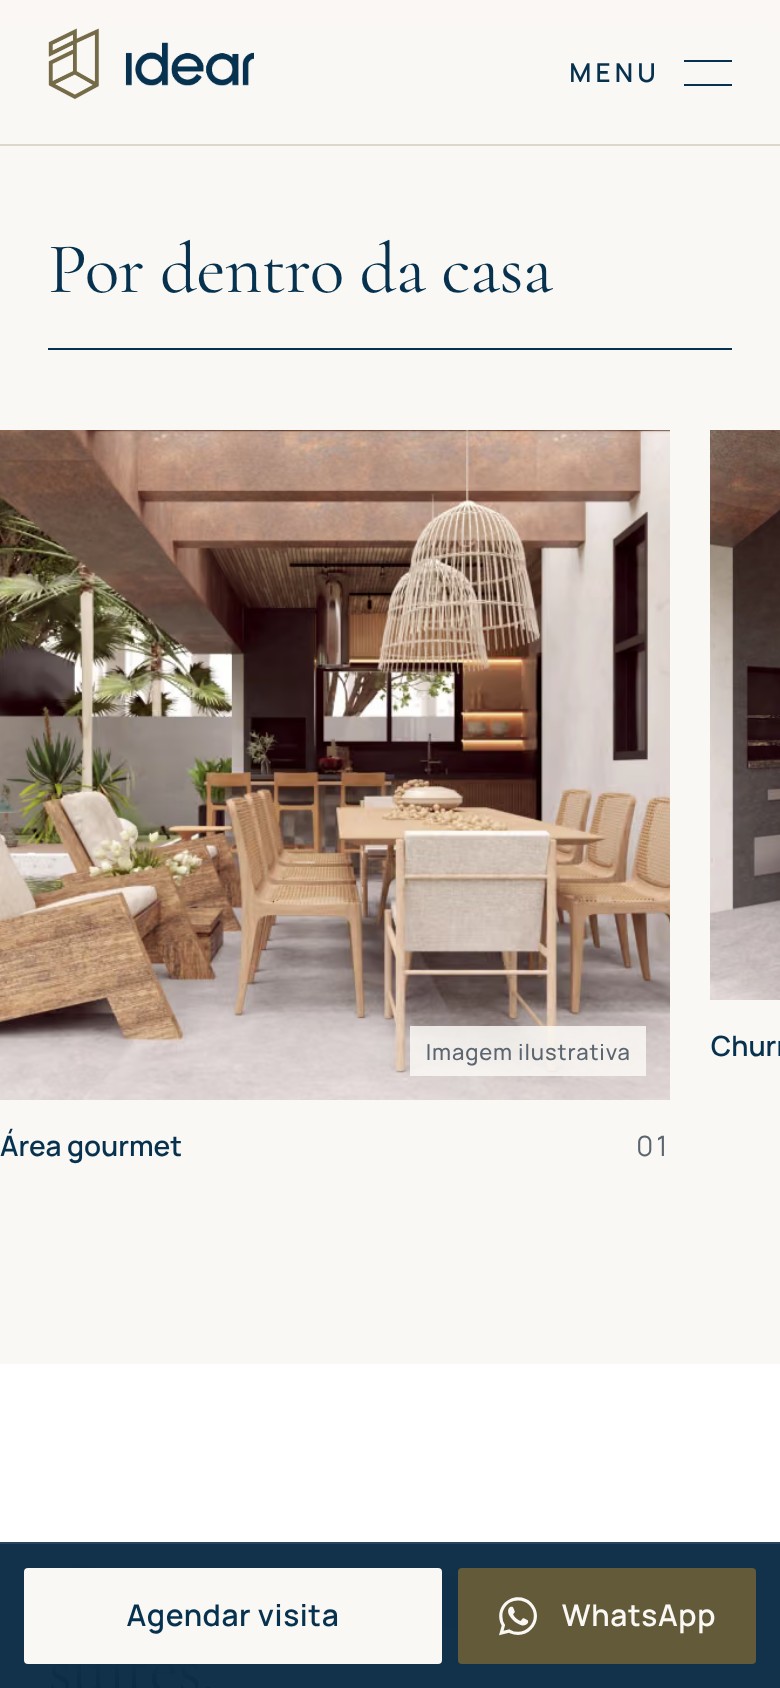 idear
MENU
Por dentro da casa
Imagem ilustrativa
Área gourmet
01
Agendar visita
WhatsApp